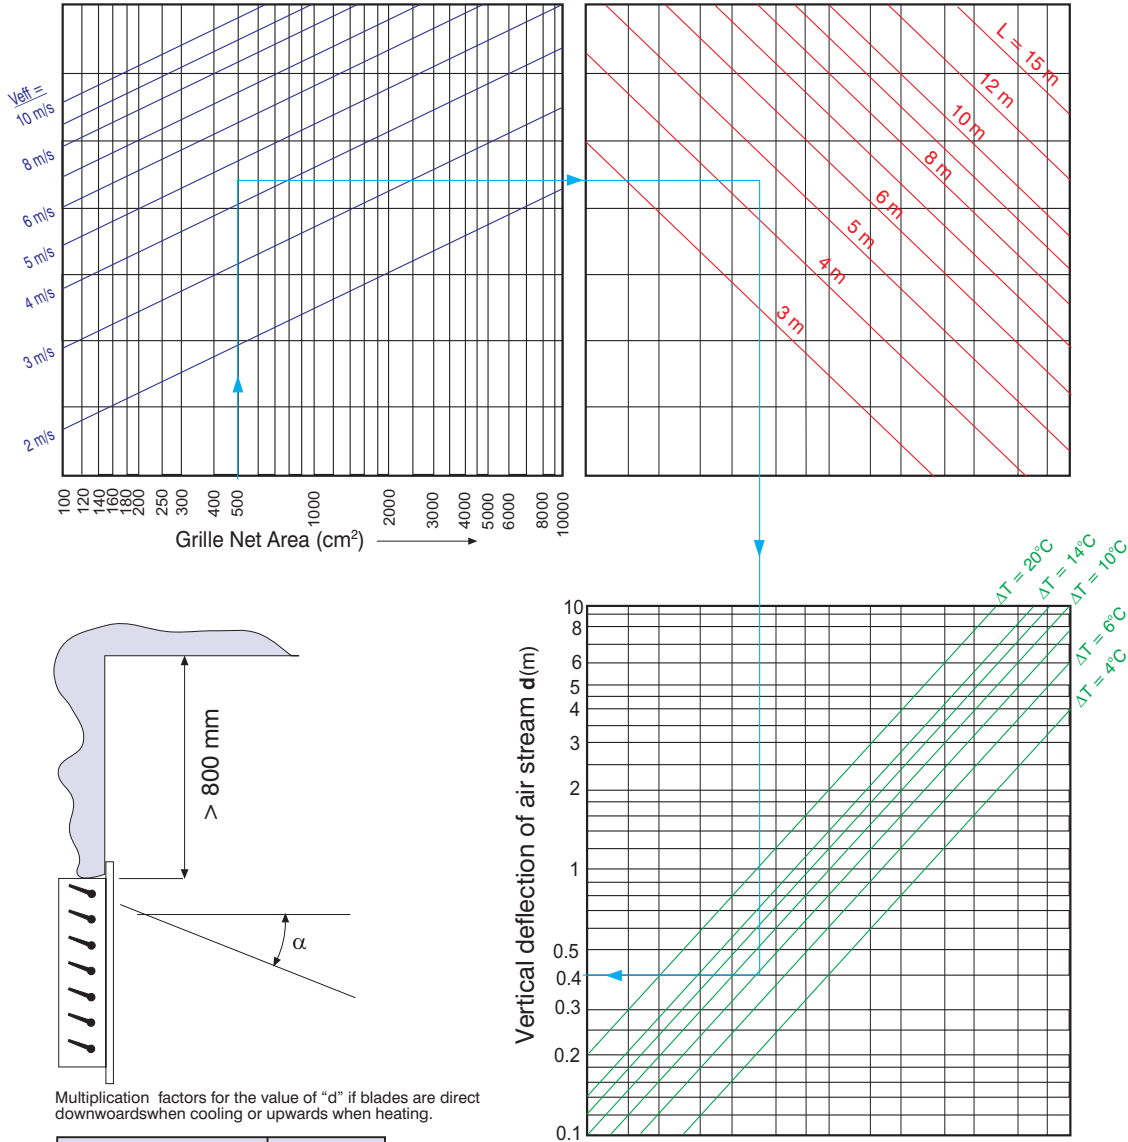 Veff =
10 m/s
8 m/s
6 m/s
5 m/s
4 m/s
3 m/s
2 m/s
100 120 140 160 180 200 250 300 400 500 1000 2000 3000 4000 5000 6000 8000 10000
Grille Net Area (cm²)
L = 15 m
12 m
10 m
8 m
6 m
5 m
4 m
3 m
ΔT = 20°C
ΔT = 14°C
ΔT = 10°C
ΔT = 6°C
ΔT = 4°C
10
8
6
5
4
3
2
1
0.5
0.4
0.3
0.2
0.1
Vertical deflection of air stream d(m)
> 800 mm
α
Multiplication factors for the value of “d” if blades are direct
downwoardswhen cooling or upwards when heating.